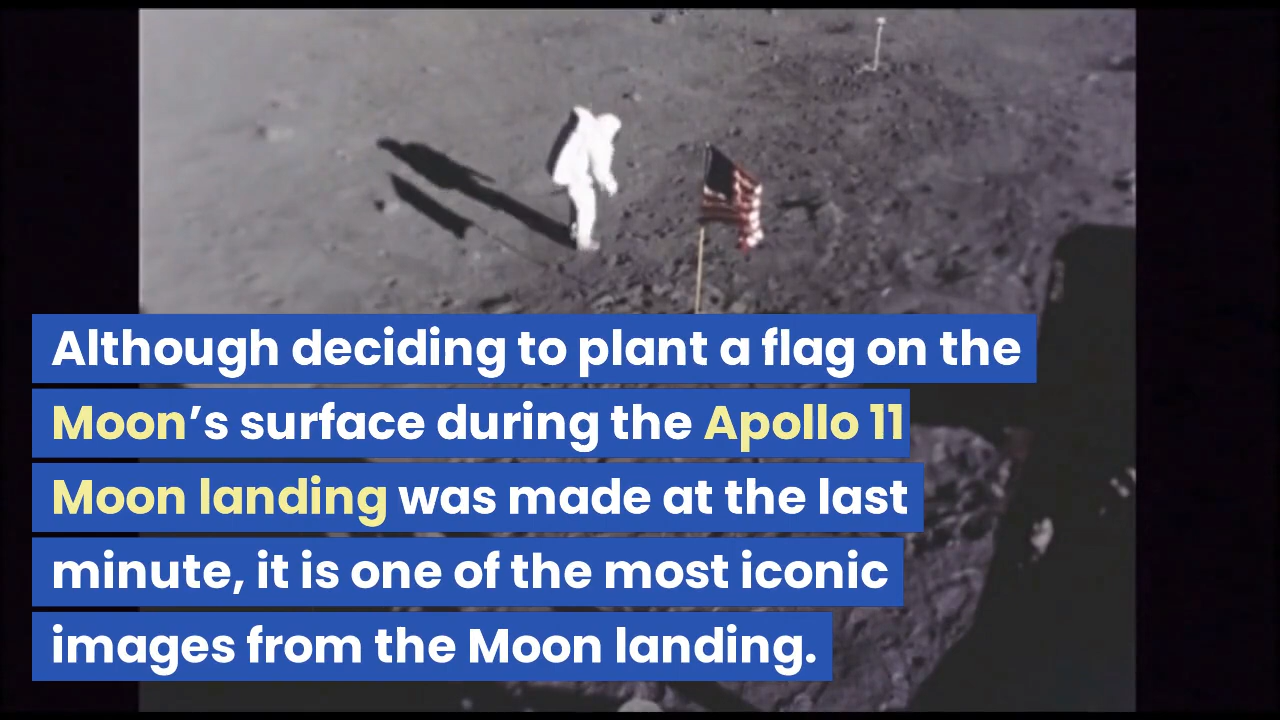 Although deciding to plant a flag on the
Moon’s surface during the Apollo 11
Moon landing was made at the last
minute, it is one of the most iconic
images from the Moon landing.